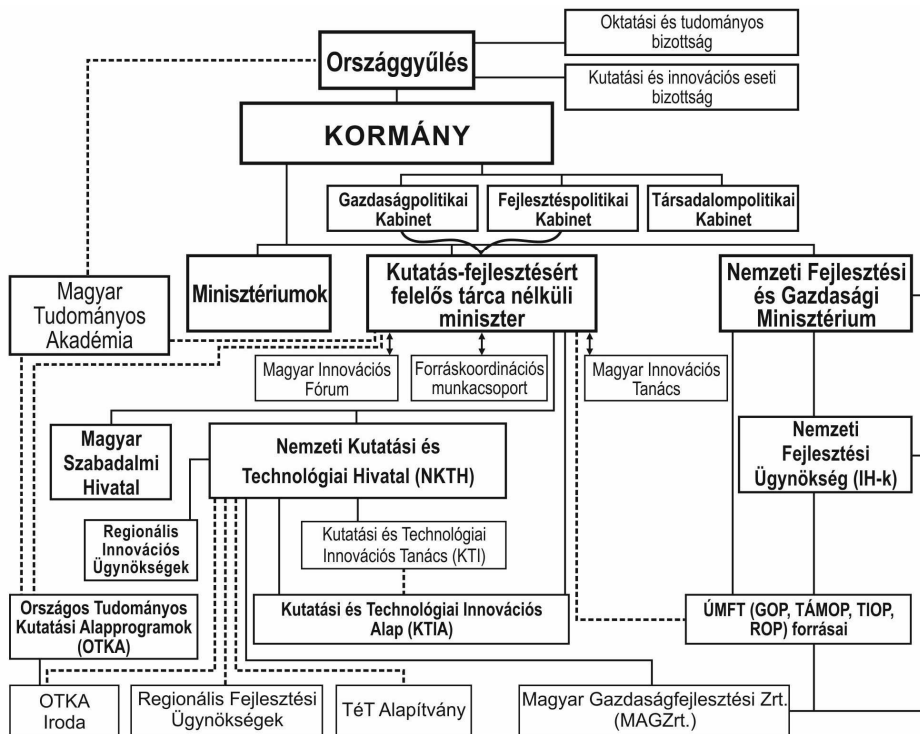 Oktatási és tudományos
bizottság
Országgyűlés
Kutatási és innovációs eseti
bizottság
KORMÁNY
Gazdaságpolitikai
Kabinet
Fejlesztéspolitikai
Kabinet
Társadalompolitikai
Kabinet
Magyar
Tudományos
Akadémia
Minisztériumok
Kutatás-fejlesztésért
felelős tárca nélküli
miniszter
Nemzeti Fejlesztési
és Gazdasági
Minisztérium
Magyar Innovációs
Fórum
Forráskoordinációs
munkacsoport
Magyar Innovációs
Tanács
Magyar
Szabadalmi
Hivatal
Nemzeti Kutatási és
Technológiai Hivatal (NKTH)
Nemzeti
Fejlesztési
Ügynökség (IH-k)
Regionális
Innovációs
Ügynökségek
Kutatási és Technológiai
Innovációs Tanács (KTI)
Országos Tudományos
Kutatási Alapprogramok
(OTKA)
Kutatási és Technológiai Innovációs
Alap (KTIA)
ÚMFT (GOP, TÁMOP, TIOP,
ROP) forrásai
OTKA
Iroda
Regionális Fejlesztési
Ügynökségek
TéT Alapítvány
Magyar Gazdaságfejlesztési Zrt.
(MAGZrt.)